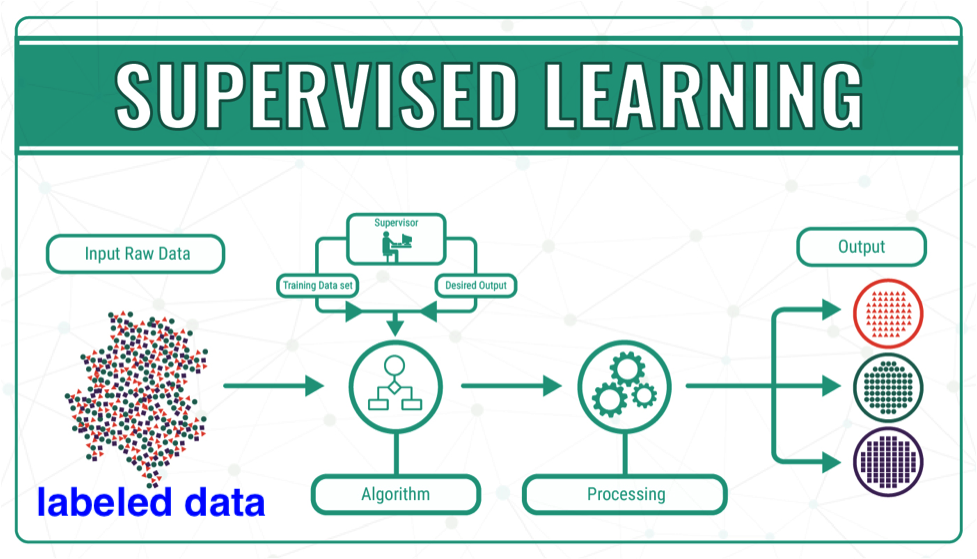 SUPERVISED LEARNING
Input Raw Data
Supervisor
Training Data set
Desired Output
Output
labeled data
Algorithm
Processing